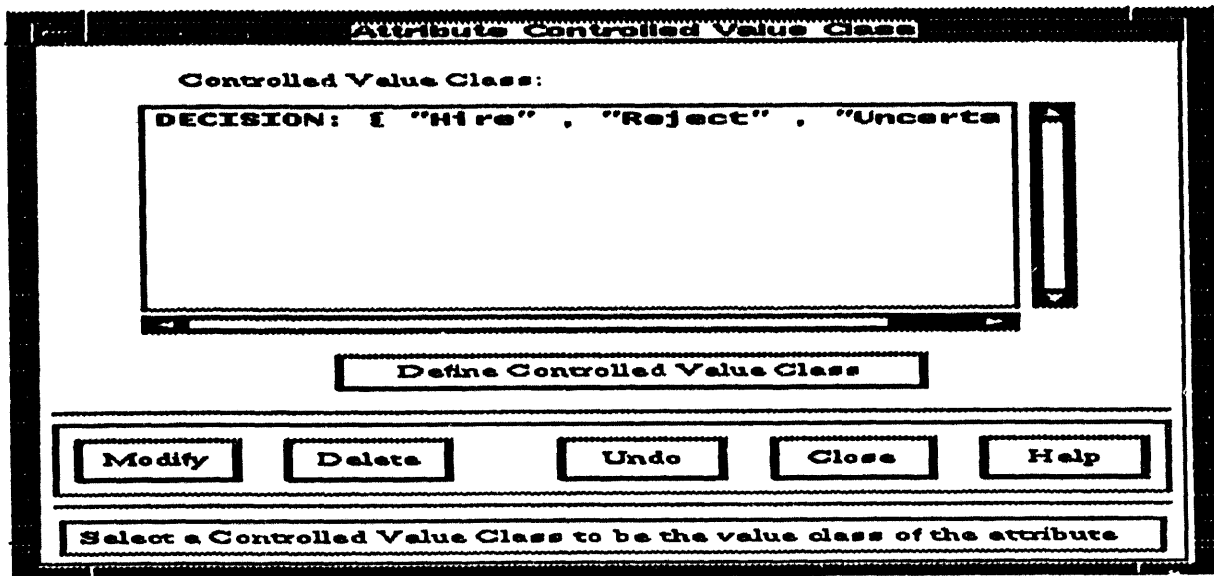 Attribute Controlled Value Class
Controlled Value Class:
DECISION: { "Hire" , "Reject" , "Uncerta
Define Controlled Value Class
Modify Delete Undo Close Help
Select a Controlled Value Class to be the value class of the attribute